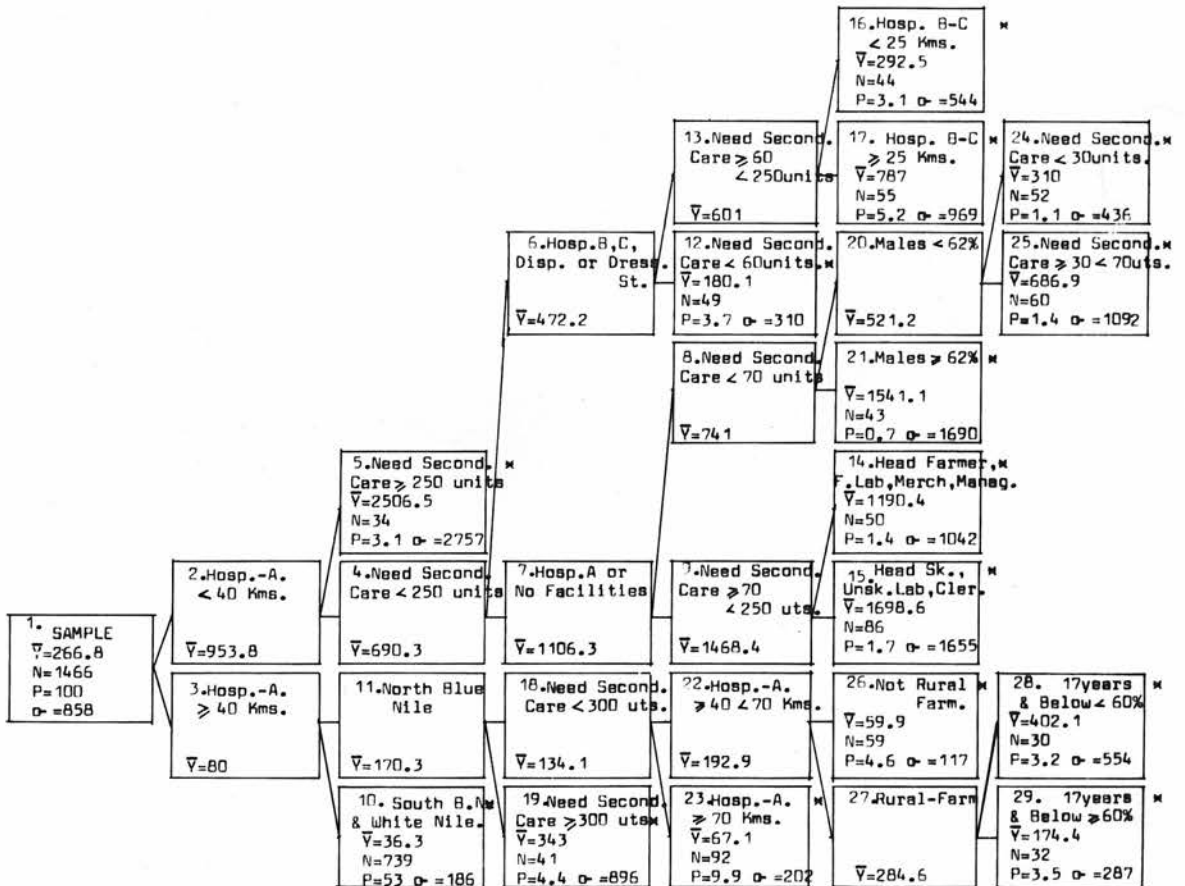 1. SAMPLE
Ȳ=266.8
N=1466
P=100
σ=858
2.Hosp.-A.
< 40 Kms.
Ȳ=953.8
3.Hosp.-A.
⩾ 40 Kms.
Ȳ=80
5.Need Second. *
Care⩾ 250 units
Ȳ=2506.5
N=34
P=3.1 σ =2757
4.Need Second.
Care<250 units
Ȳ=690.3
11.North Blue
Nile
Ȳ=170.3
10. South B.N*
& White Nile.
Ȳ=36.3
N=739
P=53 σ =186
6.Hosp.B,C,
Disp. or Dress.
St.
Ȳ=472.2
7.Hosp.A or
No Facilities
Ȳ=1106.3
18.Need Second.
Care<300 uts.
Ȳ=134.1
19.Need Second.
Care ⩾300 uts*
Ȳ=343
N=41
P=4.4 σ =896
13.Need Second.
Care ⩾60
<250units
Ȳ=601
12.Need Second.
Care< 60units.*
Ȳ=180.1
N=49
P=3.7 σ =310
8.Need Second.
Care <70 units
Ȳ=741
9.Need Second.
Care ⩾70
<250 uts.
Ȳ=1468.4
22.Hosp.-A.
⩾40 <70 Kms.
Ȳ=192.9
23.Hosp.-A. *
⩾ 70 Kms.
Ȳ=67.1
N=92
P=9.9 σ =202
16.Hosp. B-C *
< 25 Kms.
Ȳ=292.5
N=44
P=3.1 σ =544
17. Hosp. B-C *
⩾ 25 Kms.
Ȳ=787
N=55
P=5.2 σ =969
20.Males < 62%
Ȳ=521.2
21.Males ⩾ 62% *
Ȳ=1541.1
N=43
P=0.7 σ =1690
14.Head Farmer,*
F.Lab,Merch,Manag.
Ȳ=1190.4
N=50
P=1.4 σ =1042
15.Head Sk., *
Unsk.Lab,Cler.
Ȳ=1698.6
N=86
P=1.7 σ =1655
26.Not Rural *
Farm.
Ȳ=59.9
N=59
P=4.6 σ =117
27.Rural-Farm
Ȳ=284.6
24.Need Second.*
Care< 30units.
Ȳ=310
N=52
P=1.1 σ =436
25.Need Second.*
Care ⩾ 30 < 70uts.
Ȳ=686.9
N=60
P=1.4 σ =1092
28. 17years *
& Below< 60%
Ȳ=402.1
N=30
P=3.2 σ =554
29. 17years *
& Below ⩾60%
Ȳ=174.4
N=32
P=3.5 σ =287